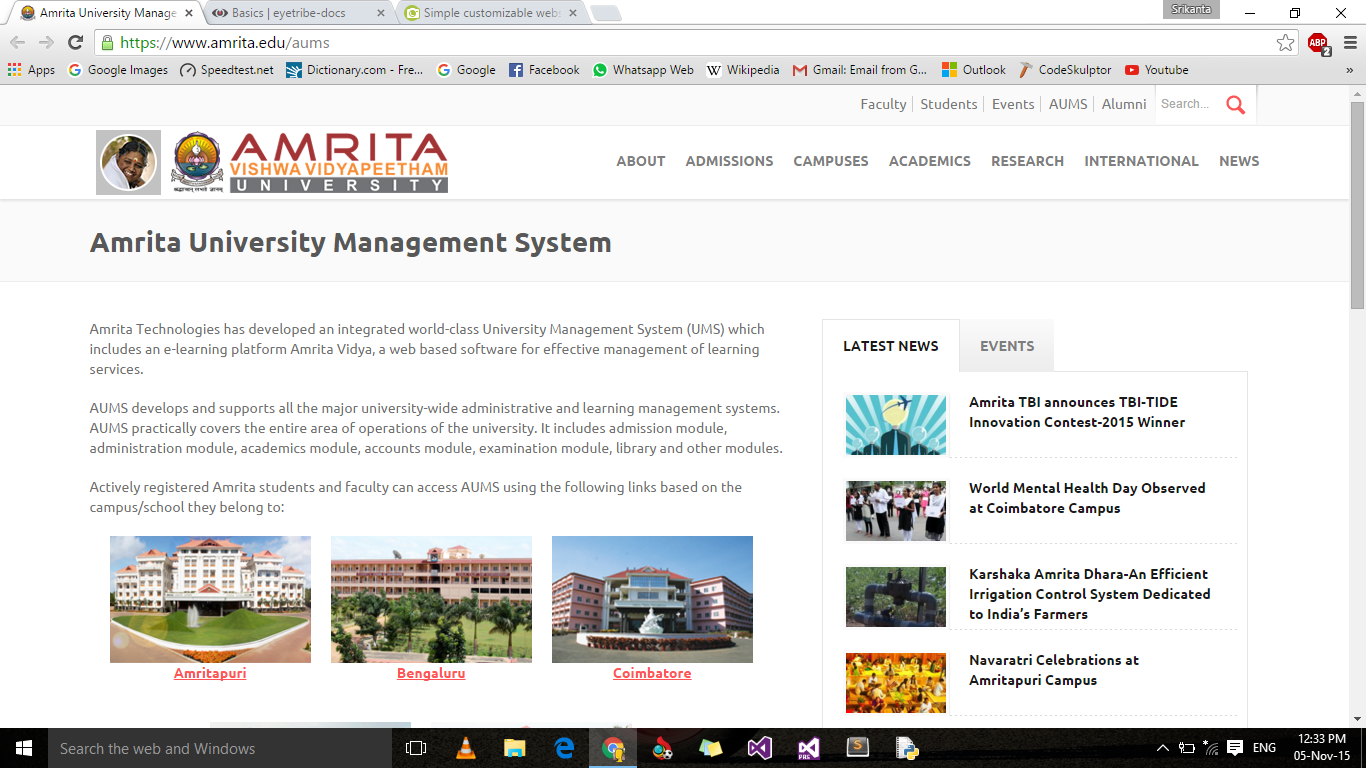 Amrita University Manage
Basics | eyetribe-docs
Simple customizable webs
Srikanta
https://www.amrita.edu/aums
ABP
2
Apps
Google Images
Speedtest.net
Dictionary.com - Fre...
Google
Facebook
Whatsapp Web
Wikipedia
Gmail: Email from G...
Outlook
CodeSkulptor
Youtube
»
Faculty
Students
Events
AUMS
Alumni
Search...
AMRITA
VISHWA VIDYAPEETHAM
UNIVERSITY
ABOUT
ADMISSIONS
CAMPUSES
ACADEMICS
RESEARCH
INTERNATIONAL
NEWS
Amrita University Management System
Amrita Technologies has developed an integrated world-class University Management System (UMS) which
includes an e-learning platform Amrita Vidya, a web based software for effective management of learning
services.
AUMS develops and supports all the major university-wide administrative and learning management systems.
AUMS practically covers the entire area of operations of the university. It includes admission module,
administration module, academics module, accounts module, examination module, library and other modules.
Actively registered Amrita students and faculty can access AUMS using the following links based on the
campus/school they belong to:
Amritapuri
Bengaluru
Coimbatore
LATEST NEWS
EVENTS
Amrita TBI announces TBI-TIDE
Innovation Contest-2015 Winner
World Mental Health Day Observed
at Coimbatore Campus
Karshaka Amrita Dhara-An Efficient
Irrigation Control System Dedicated
to India's Farmers
Navaratri Celebrations at
Amritapuri Campus
Search the web and Windows
ENG
12:33 PM
05-Nov-15